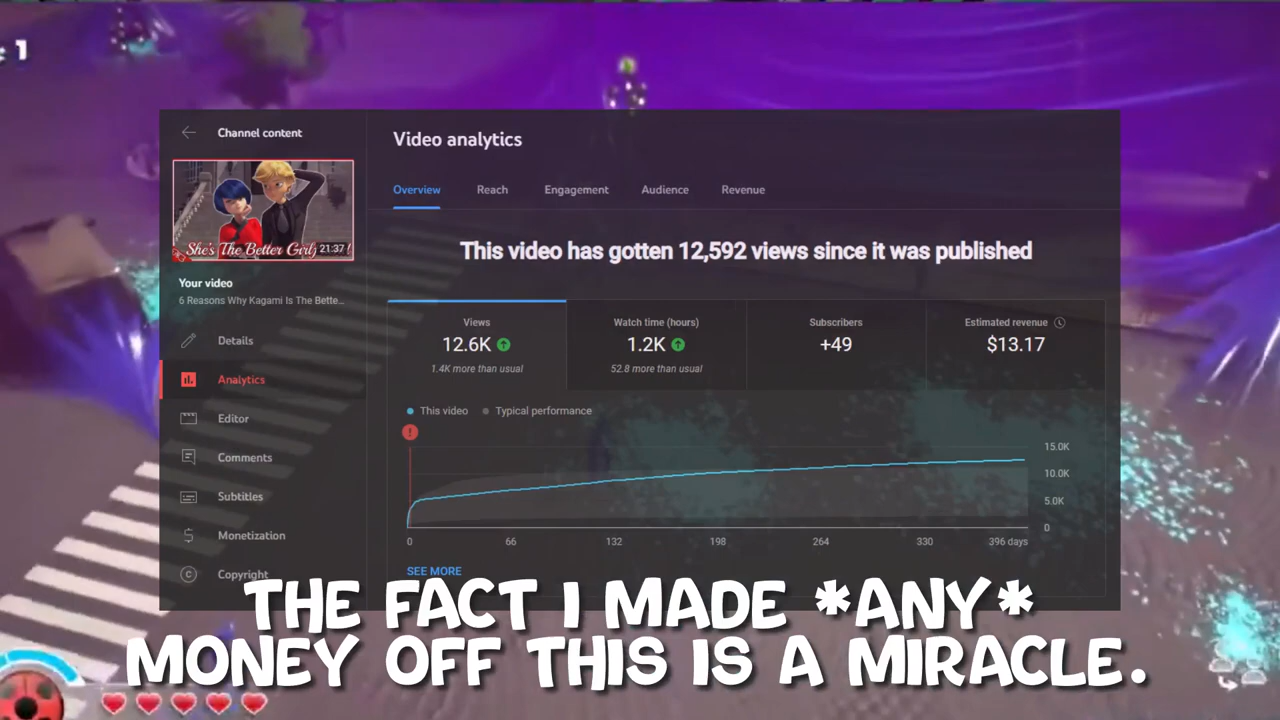 1
Channel content
Video analytics
Overview
Reach
Engagement
Audience
Revenue
She's The Better Girl
21:37
Your video
6 Reasons Why Kagami Is The Bette...
This video has gotten 12,592 views since it was published
Details
Analytics
Editor
Comments
Subtitles
Monetization
Copyright
Views
12.6K
1.4K more than usual
Watch time (hours)
1.2K
52.8 more than usual
Subscribers
+49
Estimated revenue
$13.17
This video
Typical performance
15.0K
10.0K
5.0K
0
0
66
132
198
264
330
396 days
SEE MORE
THE FACT I MADE *ANY*
MONEY OFF THIS IS A MIRACLE.